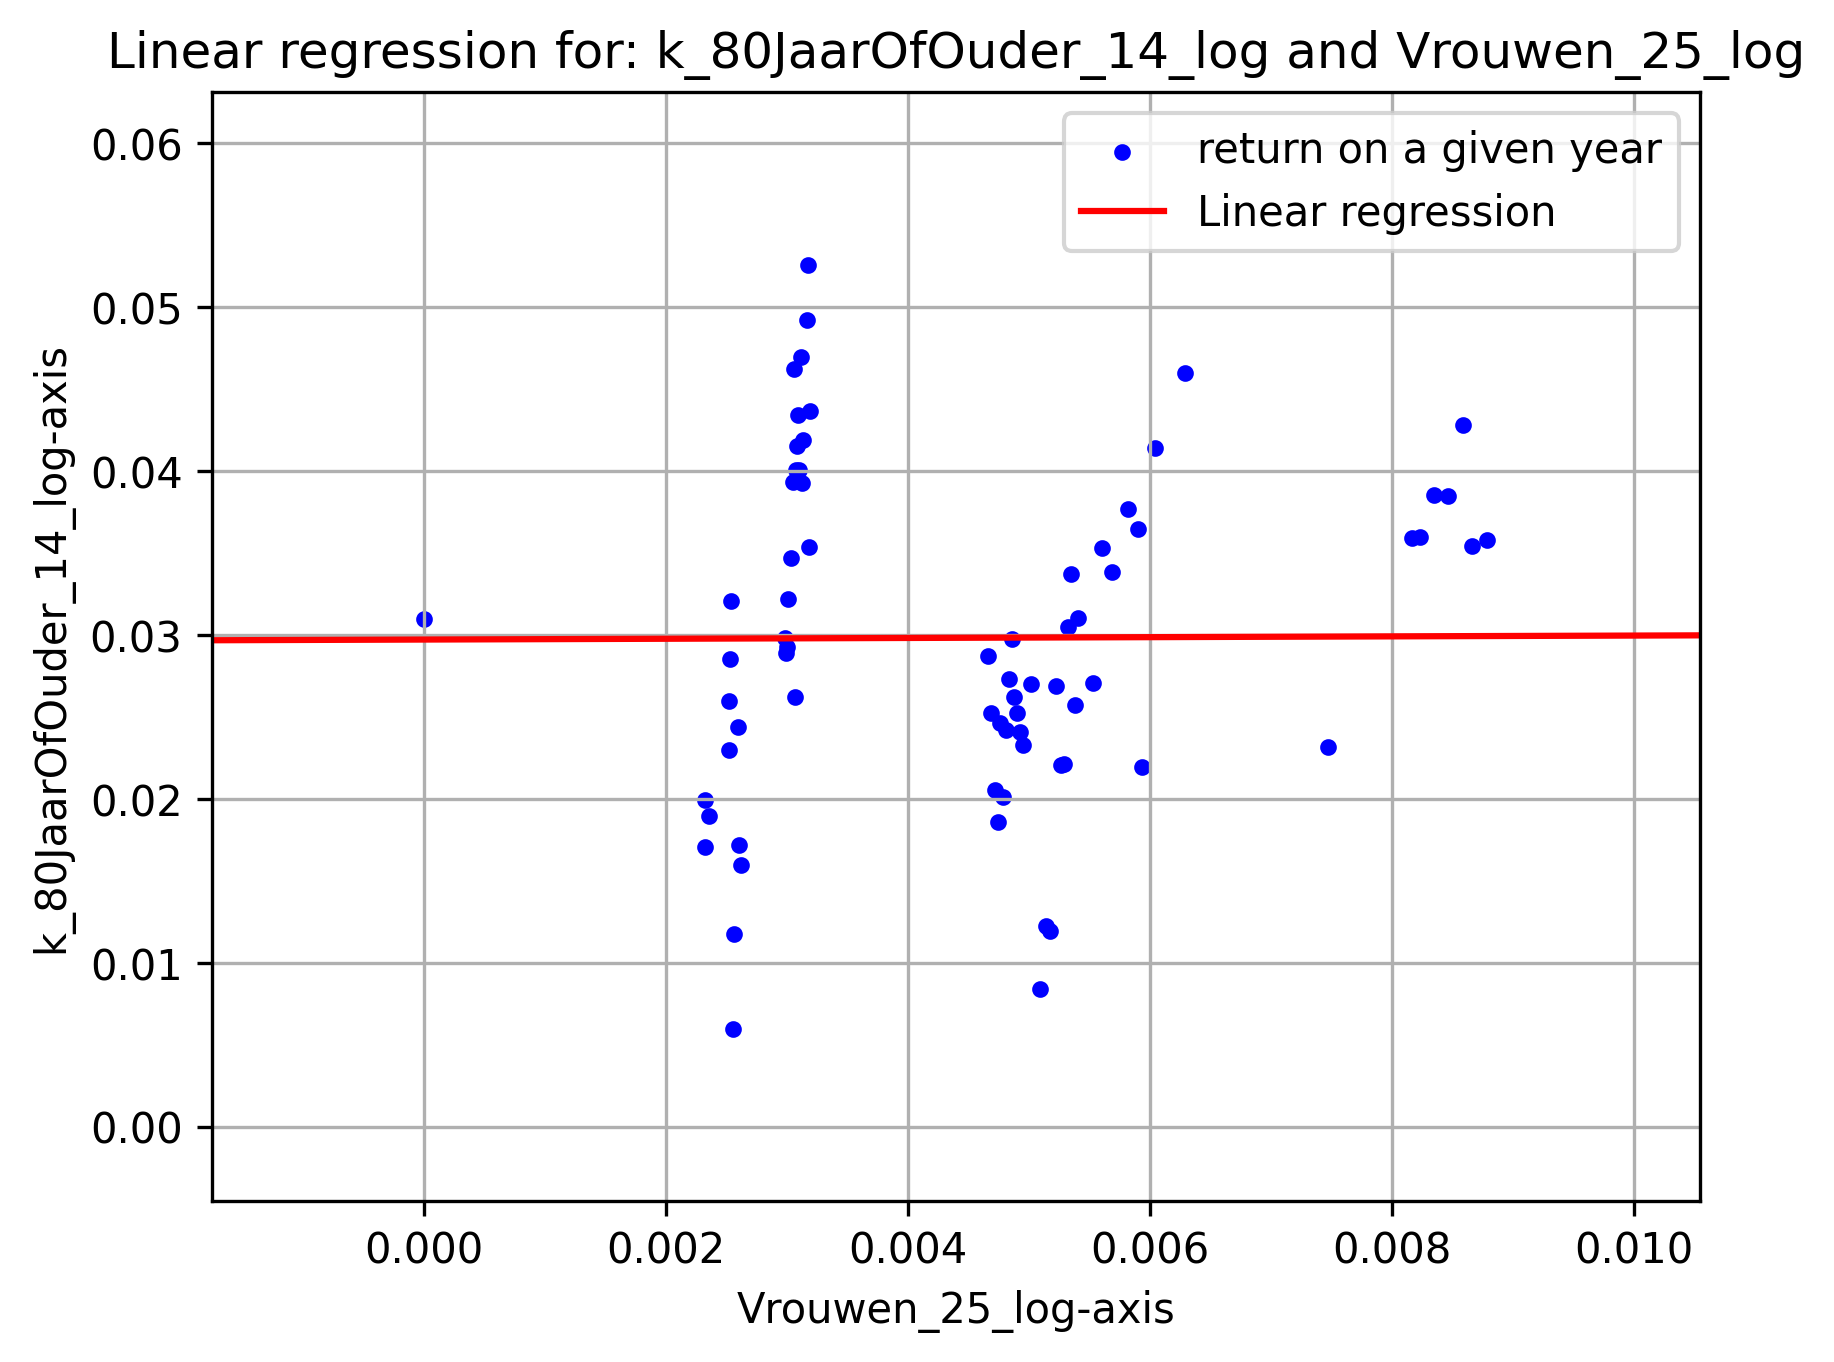 Linear regression for: k_80JaarOfOuder_14_log and Vrouwen_25_log
return on a given year
Linear regression
0.06
0.05
0.04
0.03
0.02
0.01
0.00
k_80JaarOfOuder_14_log-axis
0.000 0.002 0.004 0.006 0.008 0.010
Vrouwen_25_log-axis